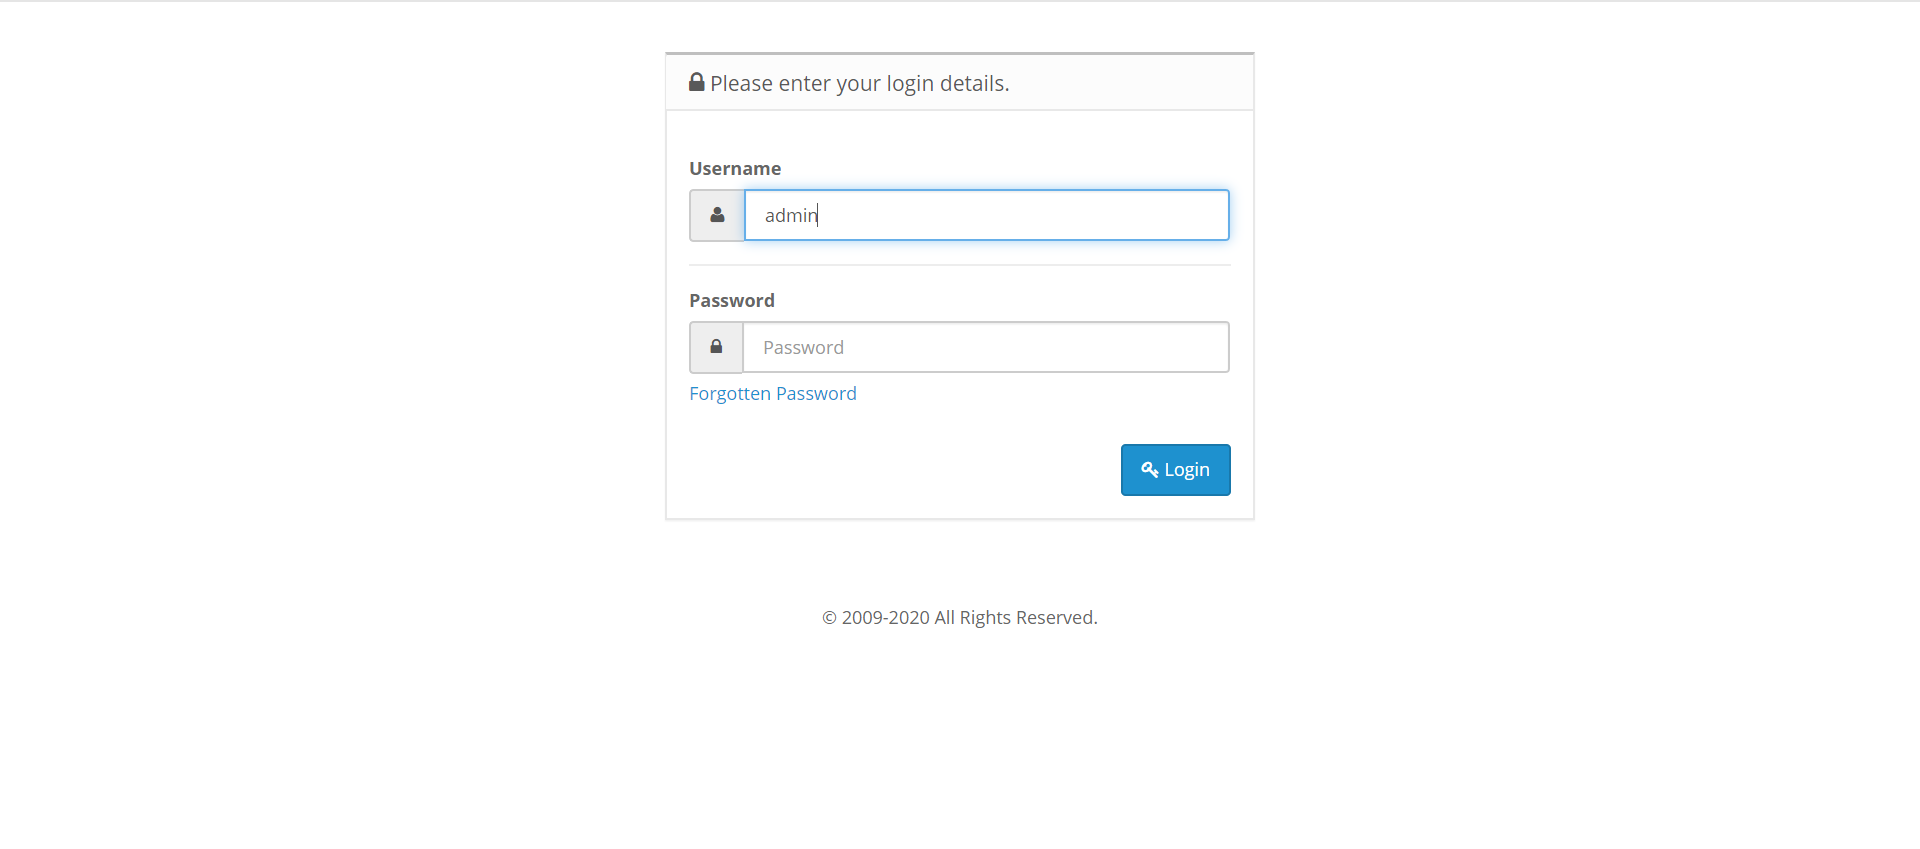 Please enter your login details.
Username
admin
Password
Password
Forgotten Password
Login
© 2009-2020 All Rights Reserved.